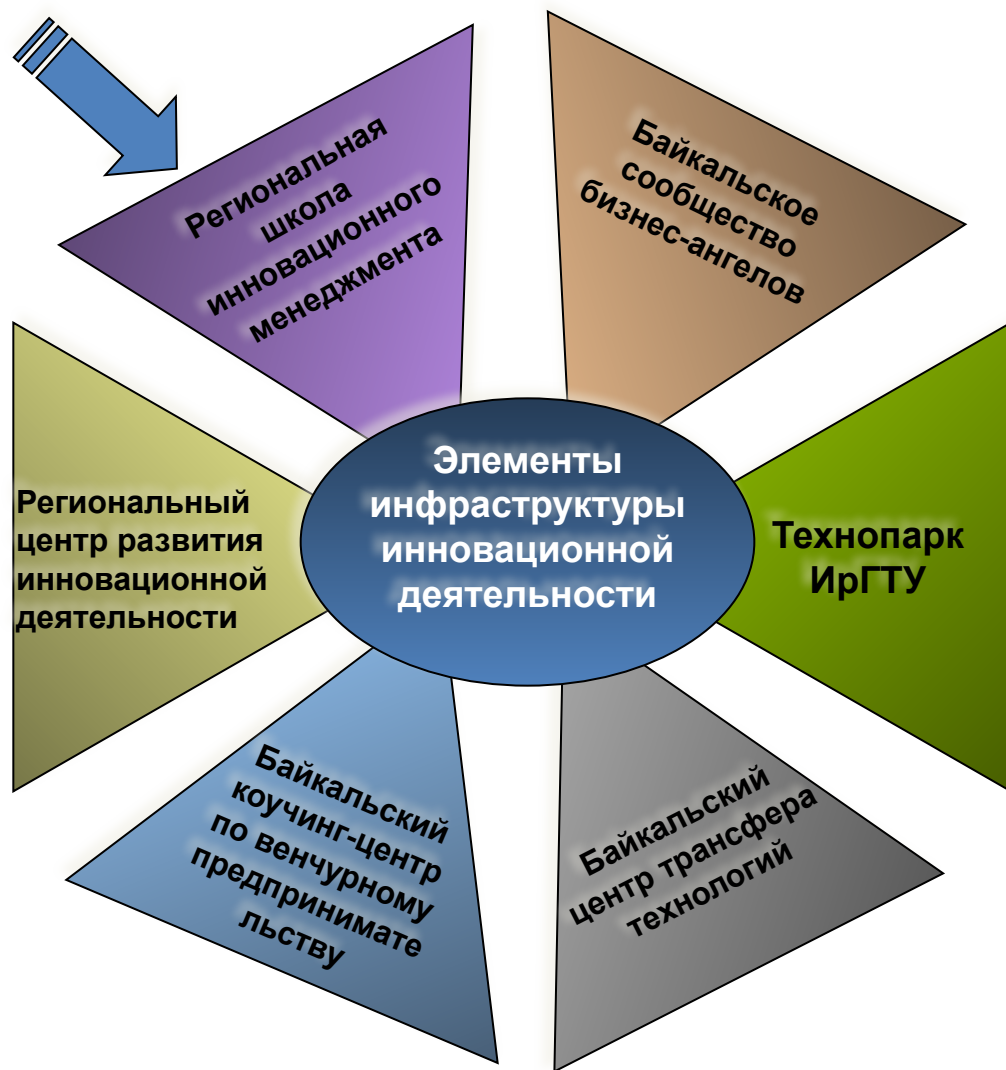 Региональная
школа
инновационного
менеджмента
Байкальское
сообщество
бизнес-ангелов
Элементы
инфраструктуры
инновационной
деятельности
Региональный
центр развития
инновационной
деятельности
Технопарк
ИрГТУ
Байкальский
коучинг-центр
по венчурному
предпринимате
льству
Байкальский
центр трансфера
технологий